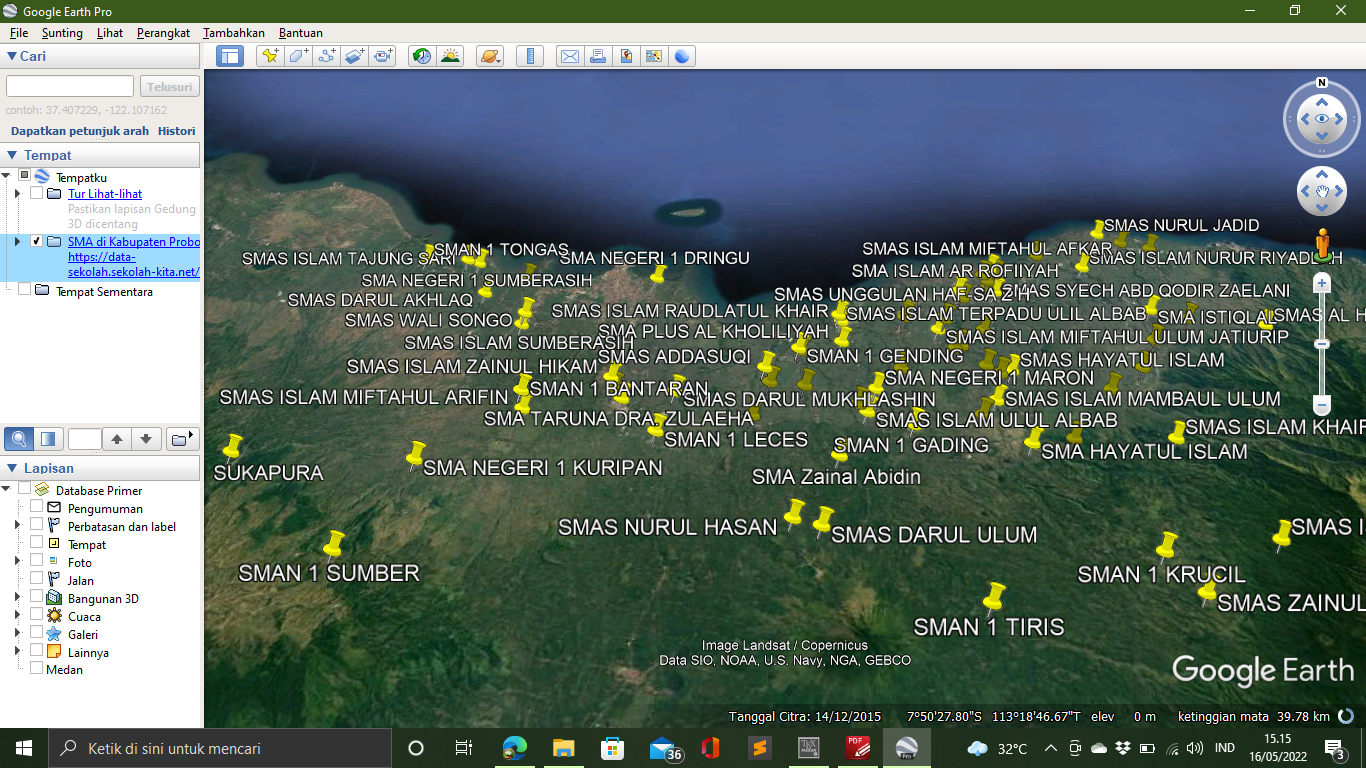 Google Earth Pro
File Sunting Lihat Perangkat Tambahkan Bantuan
Cari
Telusuri
contoh: 37.407229, -122.107162
Dapatkan petunjuk arah Histori
Tempat
Tempatku
Tur Lihat-lihat
Pastikan lapisan Gedung
3D dicentang
SMA di Kabupaten Probo
https://data-
sekolah.sekolah-kita.net/
Tempat Sementara
Lapisan
Database Primer
Pengumuman
Perbatasan dan label
Tempat
Foto
Jalan
Bangunan 3D
Cuaca
Galeri
Lainnya
Medan
N
SMAS NURUL JADID
SMAN 1 TONGAS
SMAS ISLAM MIFTAHUL AFKAR
SMAS ISLAM TAJUNG SARI
SMA NEGERI 1 DRINGU
SMAS ISLAM NURUR RIYADLOH
SMA ISLAM AR ROFIIYAH
SMA NEGERI 1 SUMBERASIH
SMAS UNGGULAN HAF-SA ZIH
SMAS SYECH ABD QODIR ZAELANI
SMAS DARUL AKHLAQ
SMAS ISLAM RAUDLATUL KHAIR
SMAS ISLAM TERPADU ULIL ALBAB
SMA ISTIQLAL
SMAS AL H
SMAS WALI SONGO
SMA PLUS AL KHOLILIYAH
SMAS ISLAM MIFTAHUL ULUM JATIURIP
SMAS ISLAM SUMBERASIH
SMAS ADDASUQI
SMAN 1 GENDING
SMAS HAYATUL ISLAM
SMAS ISLAM ZAINUL HIKAM
SMA NEGERI 1 MARON
SMAN 1 BANTARAN
SMAS ISLAM MIFTAHUL ARIFIN
SMAS DARUL MUKHLASHIN
SMAS ISLAM MAMBAUL ULUM
SMA TARUNA DRA. ZULAEHA
SMAS ISLAM ULUL ALBAB
SMAS ISLAM KHAIR
SMAN 1 LECES
SMAN 1 GADING
SMA HAYATUL ISLAM
SUKAPURA
SMA NEGERI 1 KURIPAN
SMA Zainal Abidin
SMAS NURUL HASAN
SMAS DARUL ULUM
SMAS I
SMAN 1 SUMBER
SMAN 1 KRUCIL
SMAS ZAINUL
SMAN 1 TIRIS
Image Landsat / Copernicus
Data SIO, NOAA, U.S. Navy, NGA, GEBCO
Google Earth
Tanggal Citra: 14/12/2015 7°50'27.80"S 113°18'46.67"T elev 0 m ketinggian mata 39.78 km
Ketik di sini untuk mencari
36
PDF
Pro
32°C
IND
15.15
16/05/2022
3